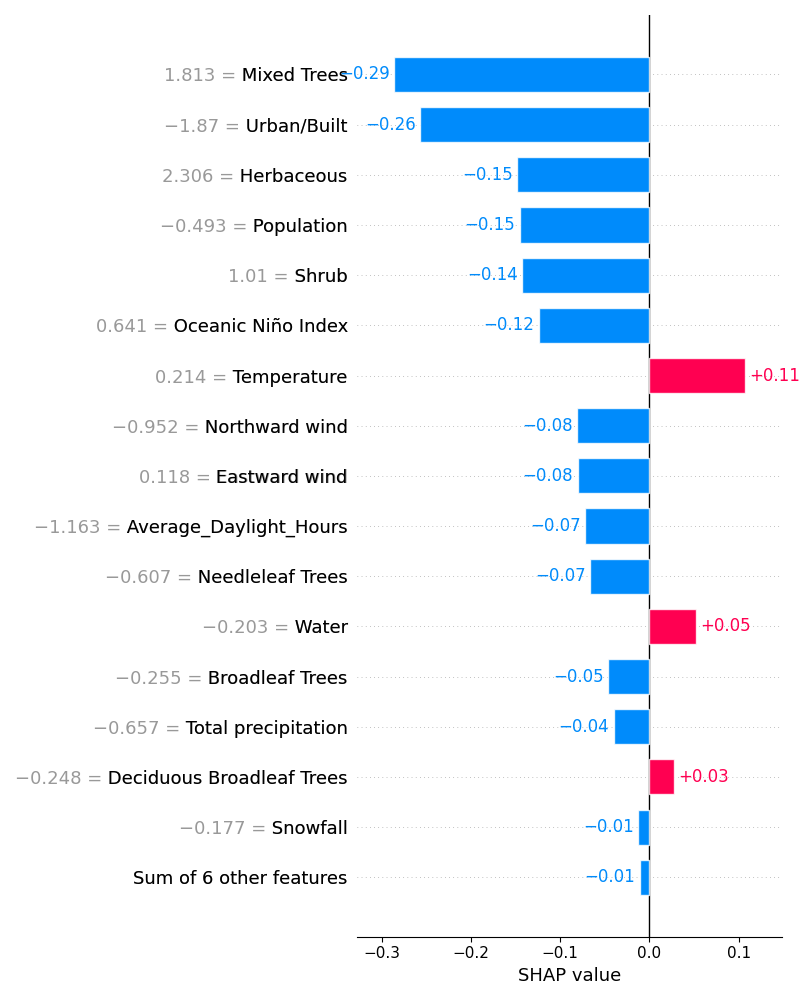 1.813 = Mixed Trees −0.29
−1.87 = Urban/Built −0.26
2.306 = Herbaceous −0.15
−0.493 = Population −0.15
1.01 = Shrub −0.14
0.641 = Oceanic Niño Index −0.12
0.214 = Temperature +0.11
−0.952 = Northward wind −0.08
0.118 = Eastward wind −0.08
−1.163 = Average_Daylight_Hours −0.07
−0.607 = Needleleaf Trees −0.07
−0.203 = Water +0.05
−0.255 = Broadleaf Trees −0.05
−0.657 = Total precipitation −0.04
−0.248 = Deciduous Broadleaf Trees +0.03
−0.177 = Snowfall −0.01
Sum of 6 other features −0.01
−0.3 −0.2 −0.1 0.0 0.1
SHAP value